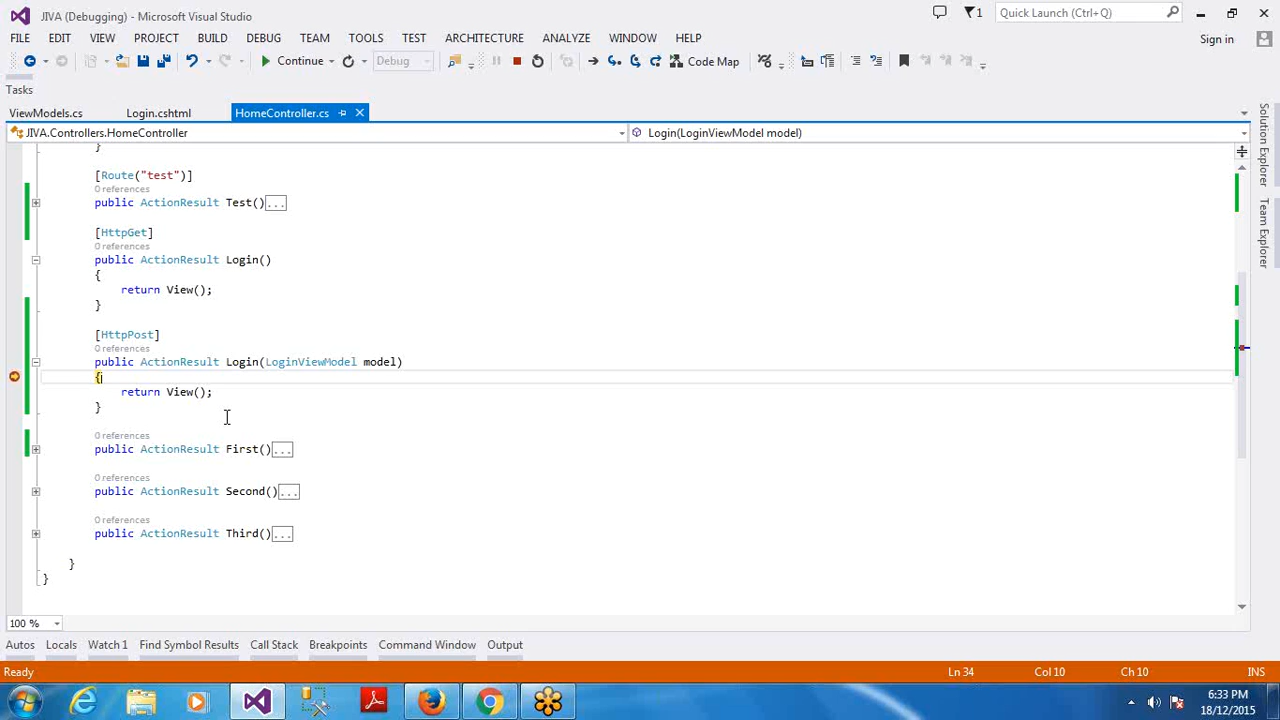 JIVA (Debugging) - Microsoft Visual Studio
1
Quick Launch (Ctrl+Q)
FILE EDIT VIEW PROJECT BUILD DEBUG TEAM TOOLS TEST ARCHITECTURE ANALYZE WINDOW HELP
Sign in
Continue
Debug
Code Map
Tasks
ViewModels.cs
Login.cshtml
HomeController.cs
JIVA.Controllers.HomeController
Login(LoginViewModel model)
}
[Route("test")]
0 references
public ActionResult Test()...
[HttpGet]
0 references
public ActionResult Login()
{
return View();
}
[HttpPost]
0 references
public ActionResult Login(LoginViewModel model)
{
return View();
}
0 references
public ActionResult First()...
0 references
public ActionResult Second()...
0 references
public ActionResult Third()...
}
}
Solution Explorer
Team Explorer
100 %
Autos Locals Watch 1 Find Symbol Results Call Stack Breakpoints Command Window Output
Ready
Ln 34
Col 10
Ch 10
INS
6:33 PM
18/12/2015